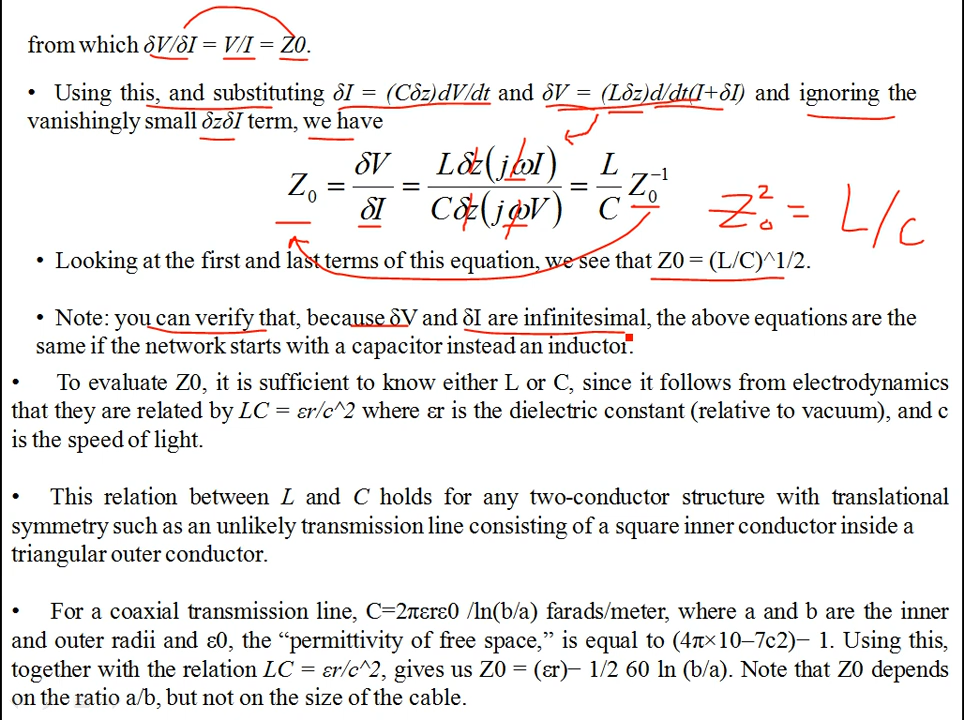 from which δV/δI = V/I = Z0.
• Using this, and substituting δI = (Cδz)dV/dt and δV = (Lδz)d/dt(I+δI) and ignoring the
vanishingly small δzδI term, we have
Z₀ = δV/δI = Lδz(jωI)/Cδz(jωV) = L/C Z₀⁻¹
Z₀² = L/C
• Looking at the first and last terms of this equation, we see that Z0 = (L/C)^1/2.
• Note: you can verify that, because δV and δI are infinitesimal, the above equations are the
same if the network starts with a capacitor instead an inductor.
• To evaluate Z0, it is sufficient to know either L or C, since it follows from electrodynamics
that they are related by LC = εr/c^2 where εr is the dielectric constant (relative to vacuum), and c
is the speed of light.
• This relation between L and C holds for any two-conductor structure with translational
symmetry such as an unlikely transmission line consisting of a square inner conductor inside a
triangular outer conductor.
• For a coaxial transmission line, C=2πεrε0 /ln(b/a) farads/meter, where a and b are the inner
and outer radii and ε0, the “permittivity of free space,” is equal to (4π×10–7c2)− 1. Using this,
together with the relation LC = εr/c^2, gives us Z0 = (εr)− 1/2 60 ln (b/a). Note that Z0 depends
on the ratio a/b, but not on the size of the cable.